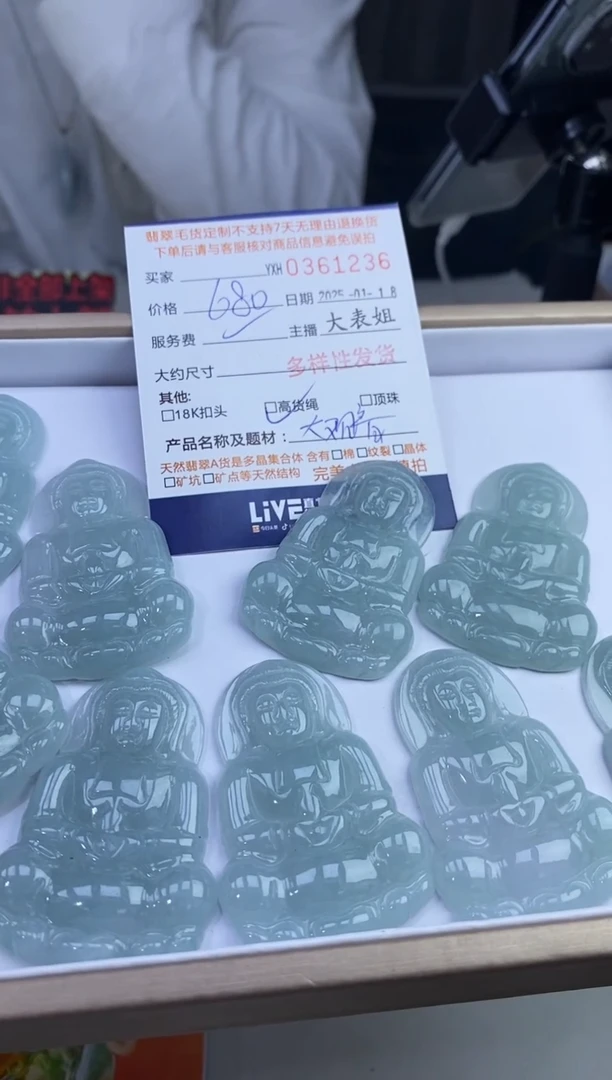 翡翠毛货定制不支持7天无理由退换货
下单后请与客服核对商品信息避免误拍
买家 YXH 0361236
价格 680 日期 2025-01-18
服务费 主播 大表姐
大约尺寸 多样性发货
其他:
□18K扣头 □高货绳 □顶珠
产品名称及题材:
天然翡翠A货是多晶集合体 含有□棉□纹裂□晶体
□矿坑□矿点等天然结构 完美
LiVE